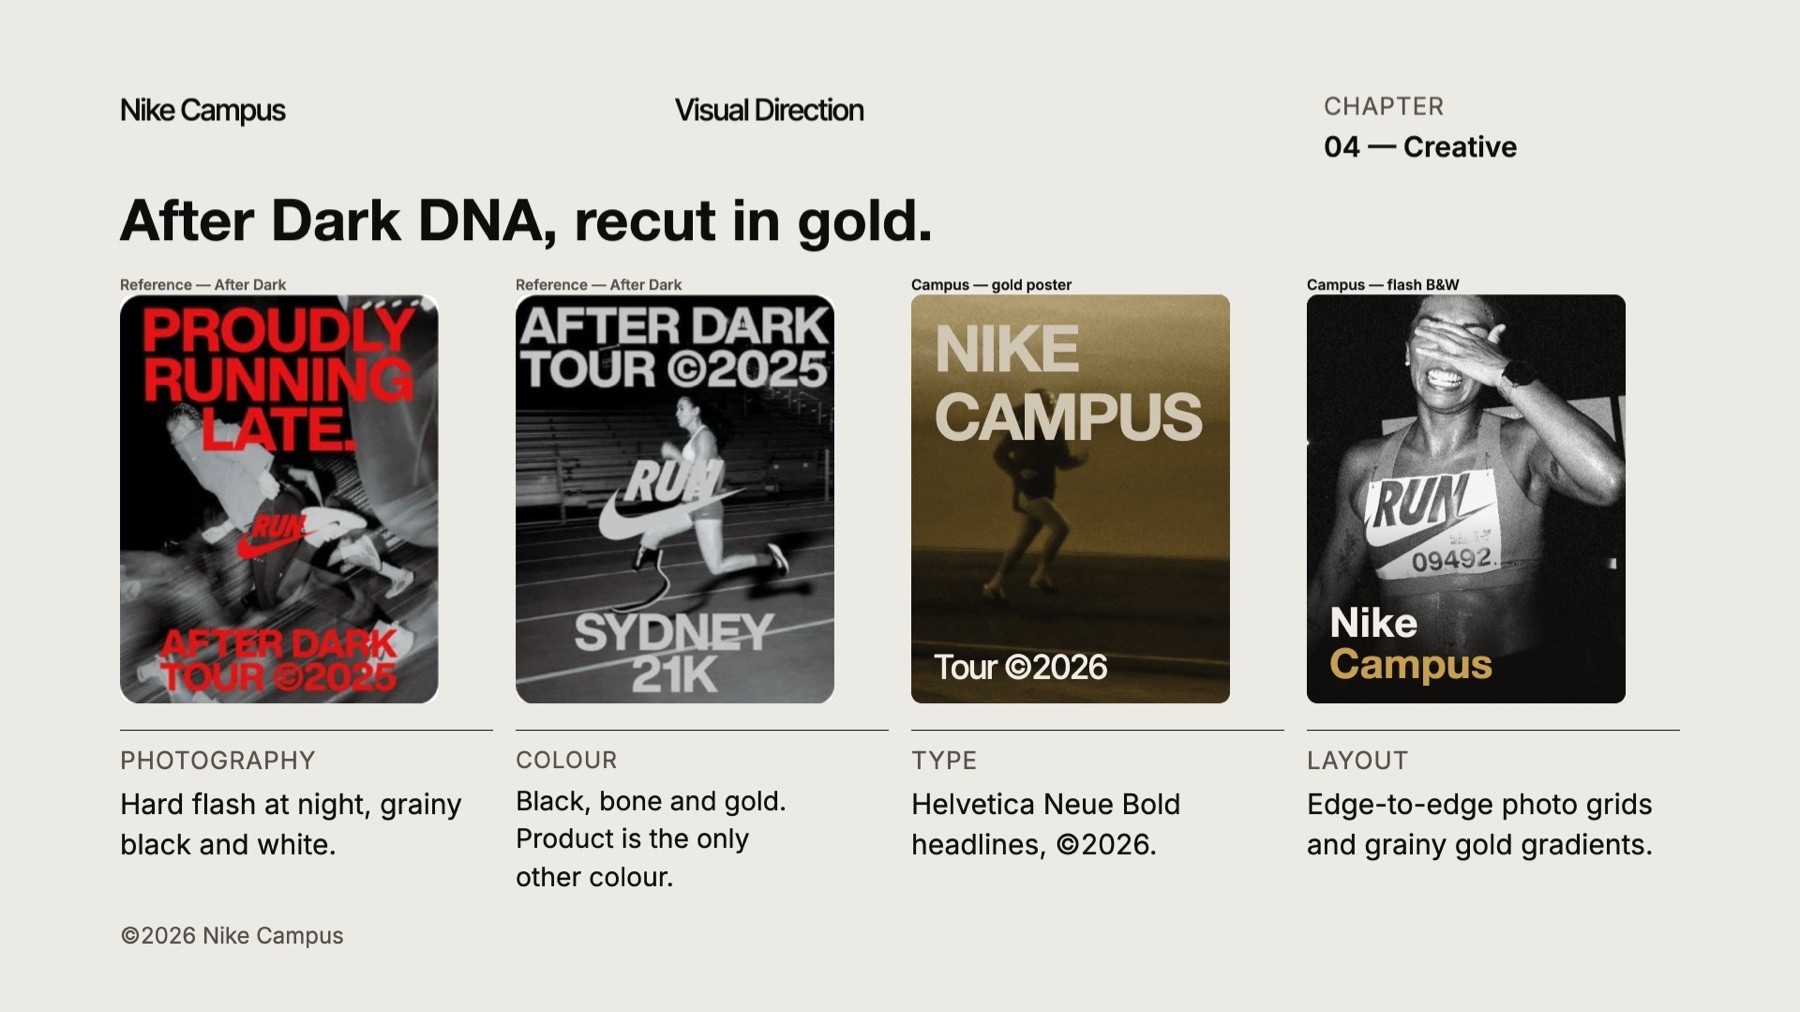 Nike Campus
Visual Direction
CHAPTER
04 — Creative
After Dark DNA, recut in gold.
Reference — After Dark
PROUDLY
RUNNING
LATE.
RUN
AFTER DARK
TOUR ©2025
Reference — After Dark
AFTER DARK
TOUR ©2025
RUN
SYDNEY
21K
Campus — gold poster
NIKE
CAMPUS
Tour ©2026
Campus — flash B&W
RUN
09492
Nike
Campus
PHOTOGRAPHY
Hard flash at night, grainy
black and white.
COLOUR
Black, bone and gold.
Product is the only
other colour.
TYPE
Helvetica Neue Bold
headlines, ©2026.
LAYOUT
Edge-to-edge photo grids
and grainy gold gradients.
©2026 Nike Campus